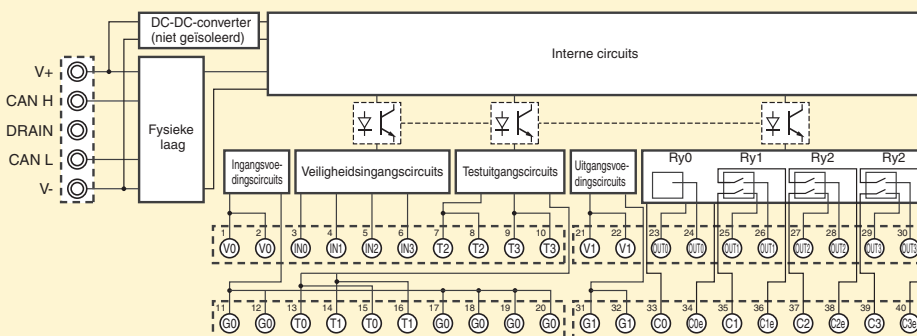 DC-DC-converter
(niet geïsoleerd)
Interne circuits
V+
CAN H
DRAIN
CAN L
V-
Fysieke
laag
Ingangsvoe-
dingscircuits
Veiligheidsingangscircuits
Testuitgangscircuits
Uitgangsvoe-
dingscircuits
Ry0 Ry1 Ry2 Ry2
1 2 3 4 5 6 7 8 9 10 21 22 23 24 25 26 27 28 29 30
V0 V0 IN0 IN1 IN2 IN3 T2 T2 T3 T3 V1 V1 OUT0 OUT0 OUT1 OUT1 OUT2 OUT2 OUT3 OUT3
11 12 13 14 15 16 17 18 19 20 31 32 33 34 35 36 37 38 39 40
G0 G0 T0 T1 T0 T1 G0 G0 G0 G0 G1 G1 C0 C0e C1 C1e C2 C2e C3